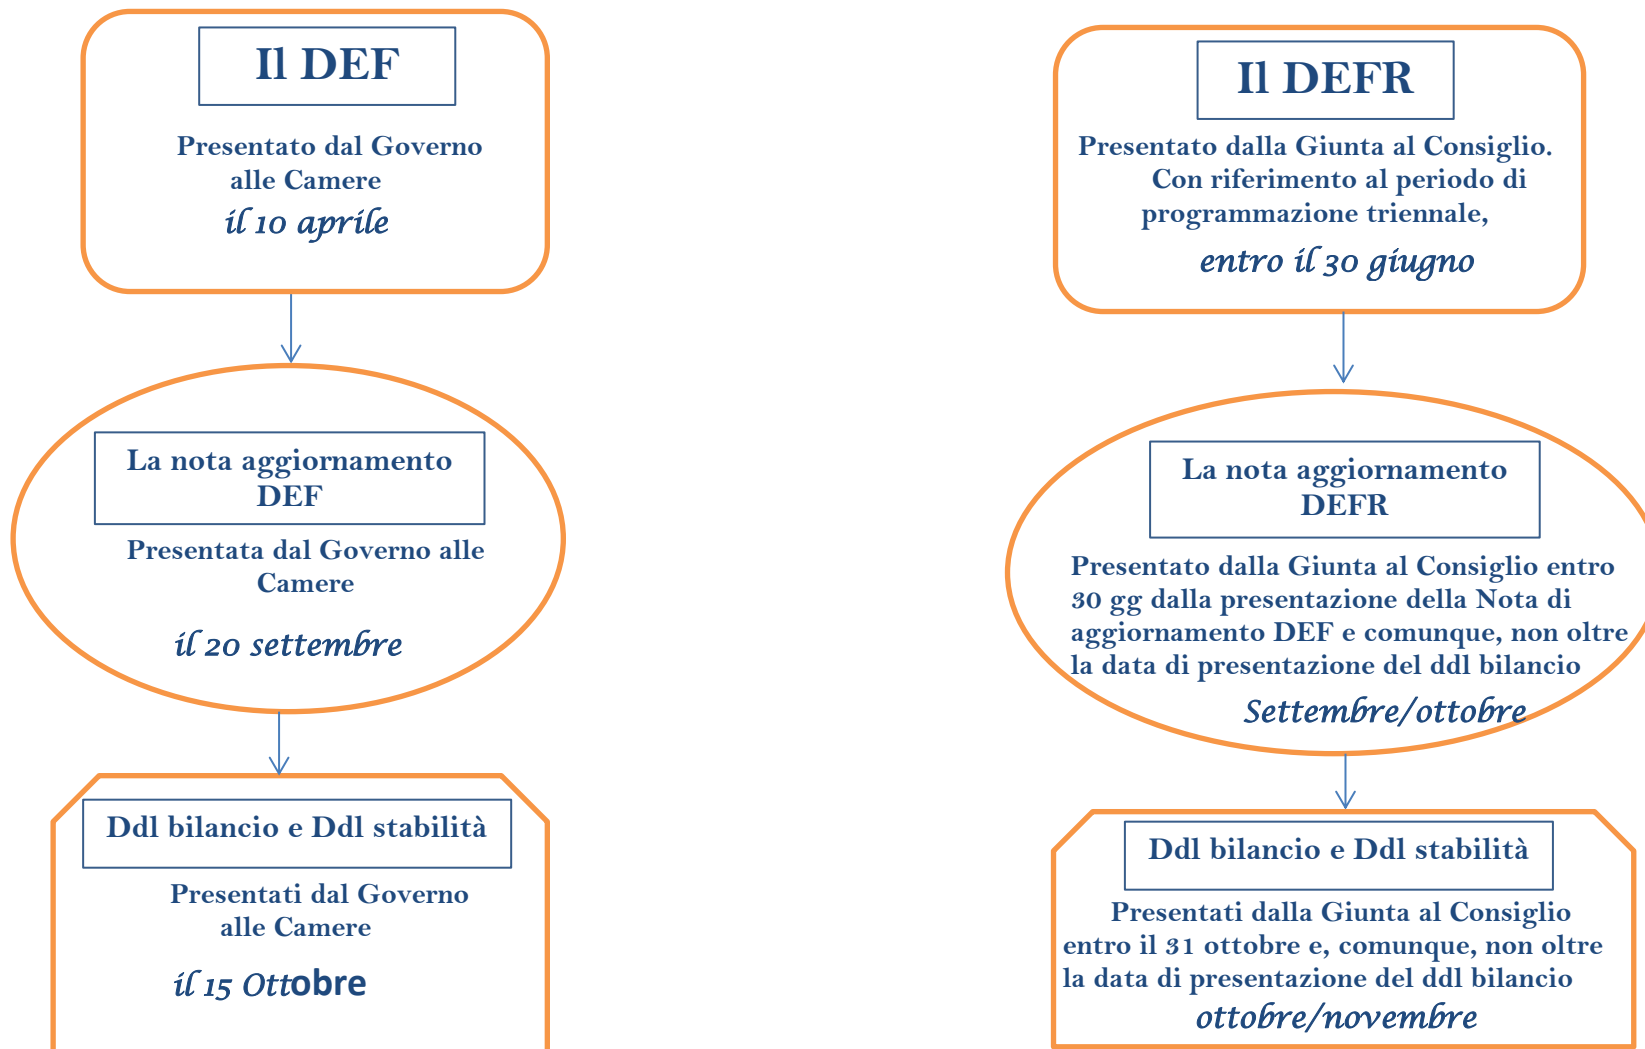 Il DEF
Presentato dal Governo
alle Camere
il 10 aprile
La nota aggiornamento
DEF
Presentata dal Governo alle
Camere
il 20 settembre
Ddl bilancio e Ddl stabilità
Presentati dal Governo
alle Camere
il 15 Ottobre
Il DEFR
Presentato dalla Giunta al Consiglio.
Con riferimento al periodo di
programmazione triennale,
entro il 30 giugno
La nota aggiornamento
DEFR
Presentato dalla Giunta al Consiglio entro
30 gg dalla presentazione della Nota di
aggiornamento DEF e comunque, non oltre
la data di presentazione del ddl bilancio
Settembre/ottobre
Ddl bilancio e Ddl stabilità
Presentati dalla Giunta al Consiglio
entro il 31 ottobre e, comunque, non oltre
la data di presentazione del ddl bilancio
ottobre/novembre